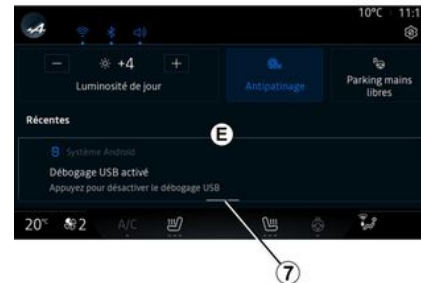 10°C 11:1
− +4 +
Luminosité de jour
Antipatinage
Parking mains
libres
Récentes
E
Système Android
Débogage USB activé
Appuyez pour désactiver le débogage USB
20°C 2 A/C
7